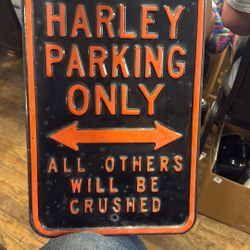 HARLEY
PARKING
ONLY
ALL OTHERS
WILL BE
CRUSHED